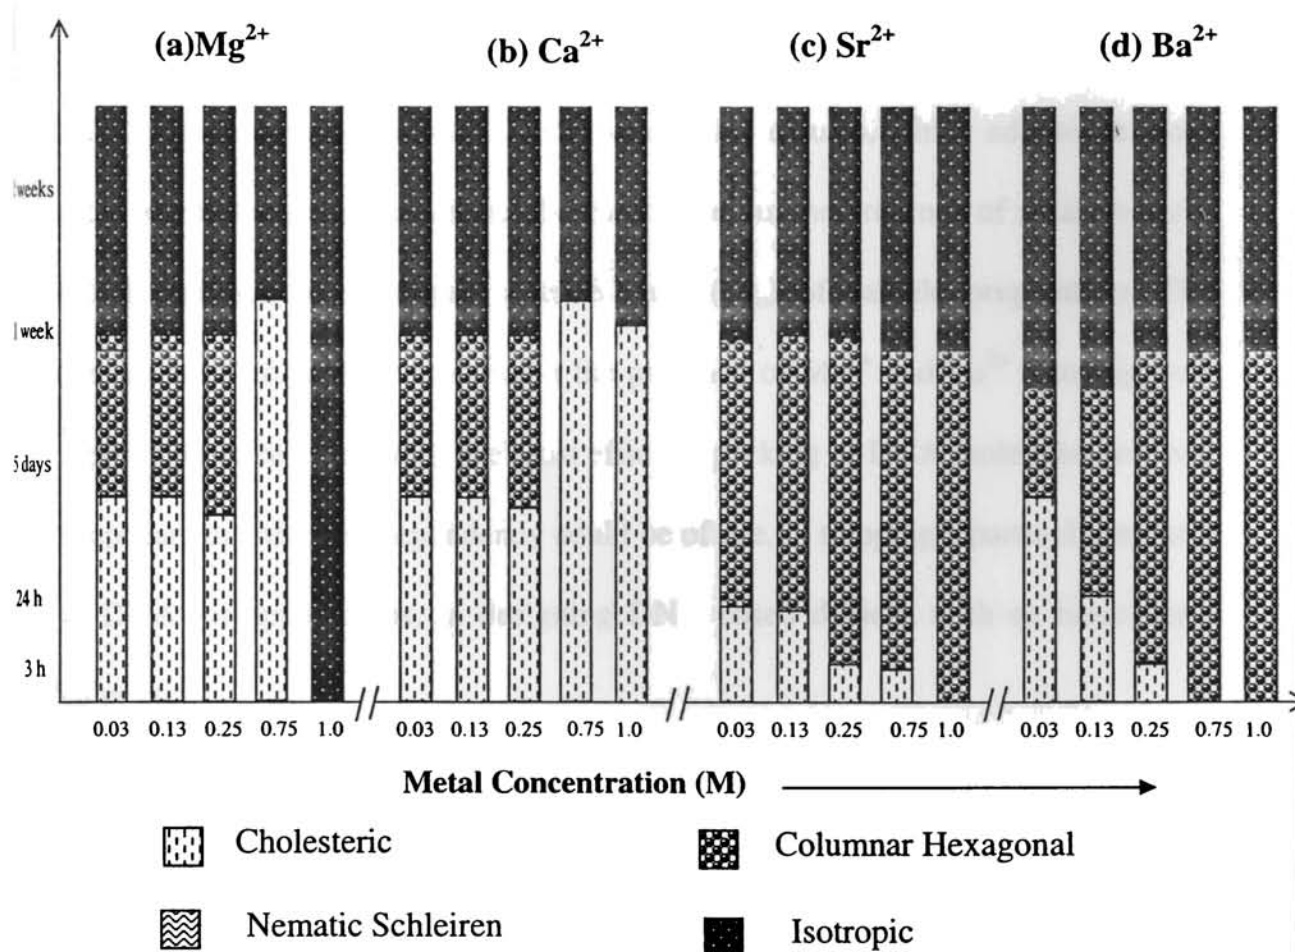 (a)Mg2+ (b) Ca2+ (c) Sr2+ (d) Ba2+
weeks
1 week
5 days
24 h
3 h
0.03 0.13 0.25 0.75 1.0 // 0.03 0.13 0.25 0.75 1.0 // 0.03 0.13 0.25 0.75 1.0 // 0.03 0.13 0.25 0.75 1.0
Metal Concentration (M)
Cholesteric
Columnar Hexagonal
Nematic Schleiren
Isotropic